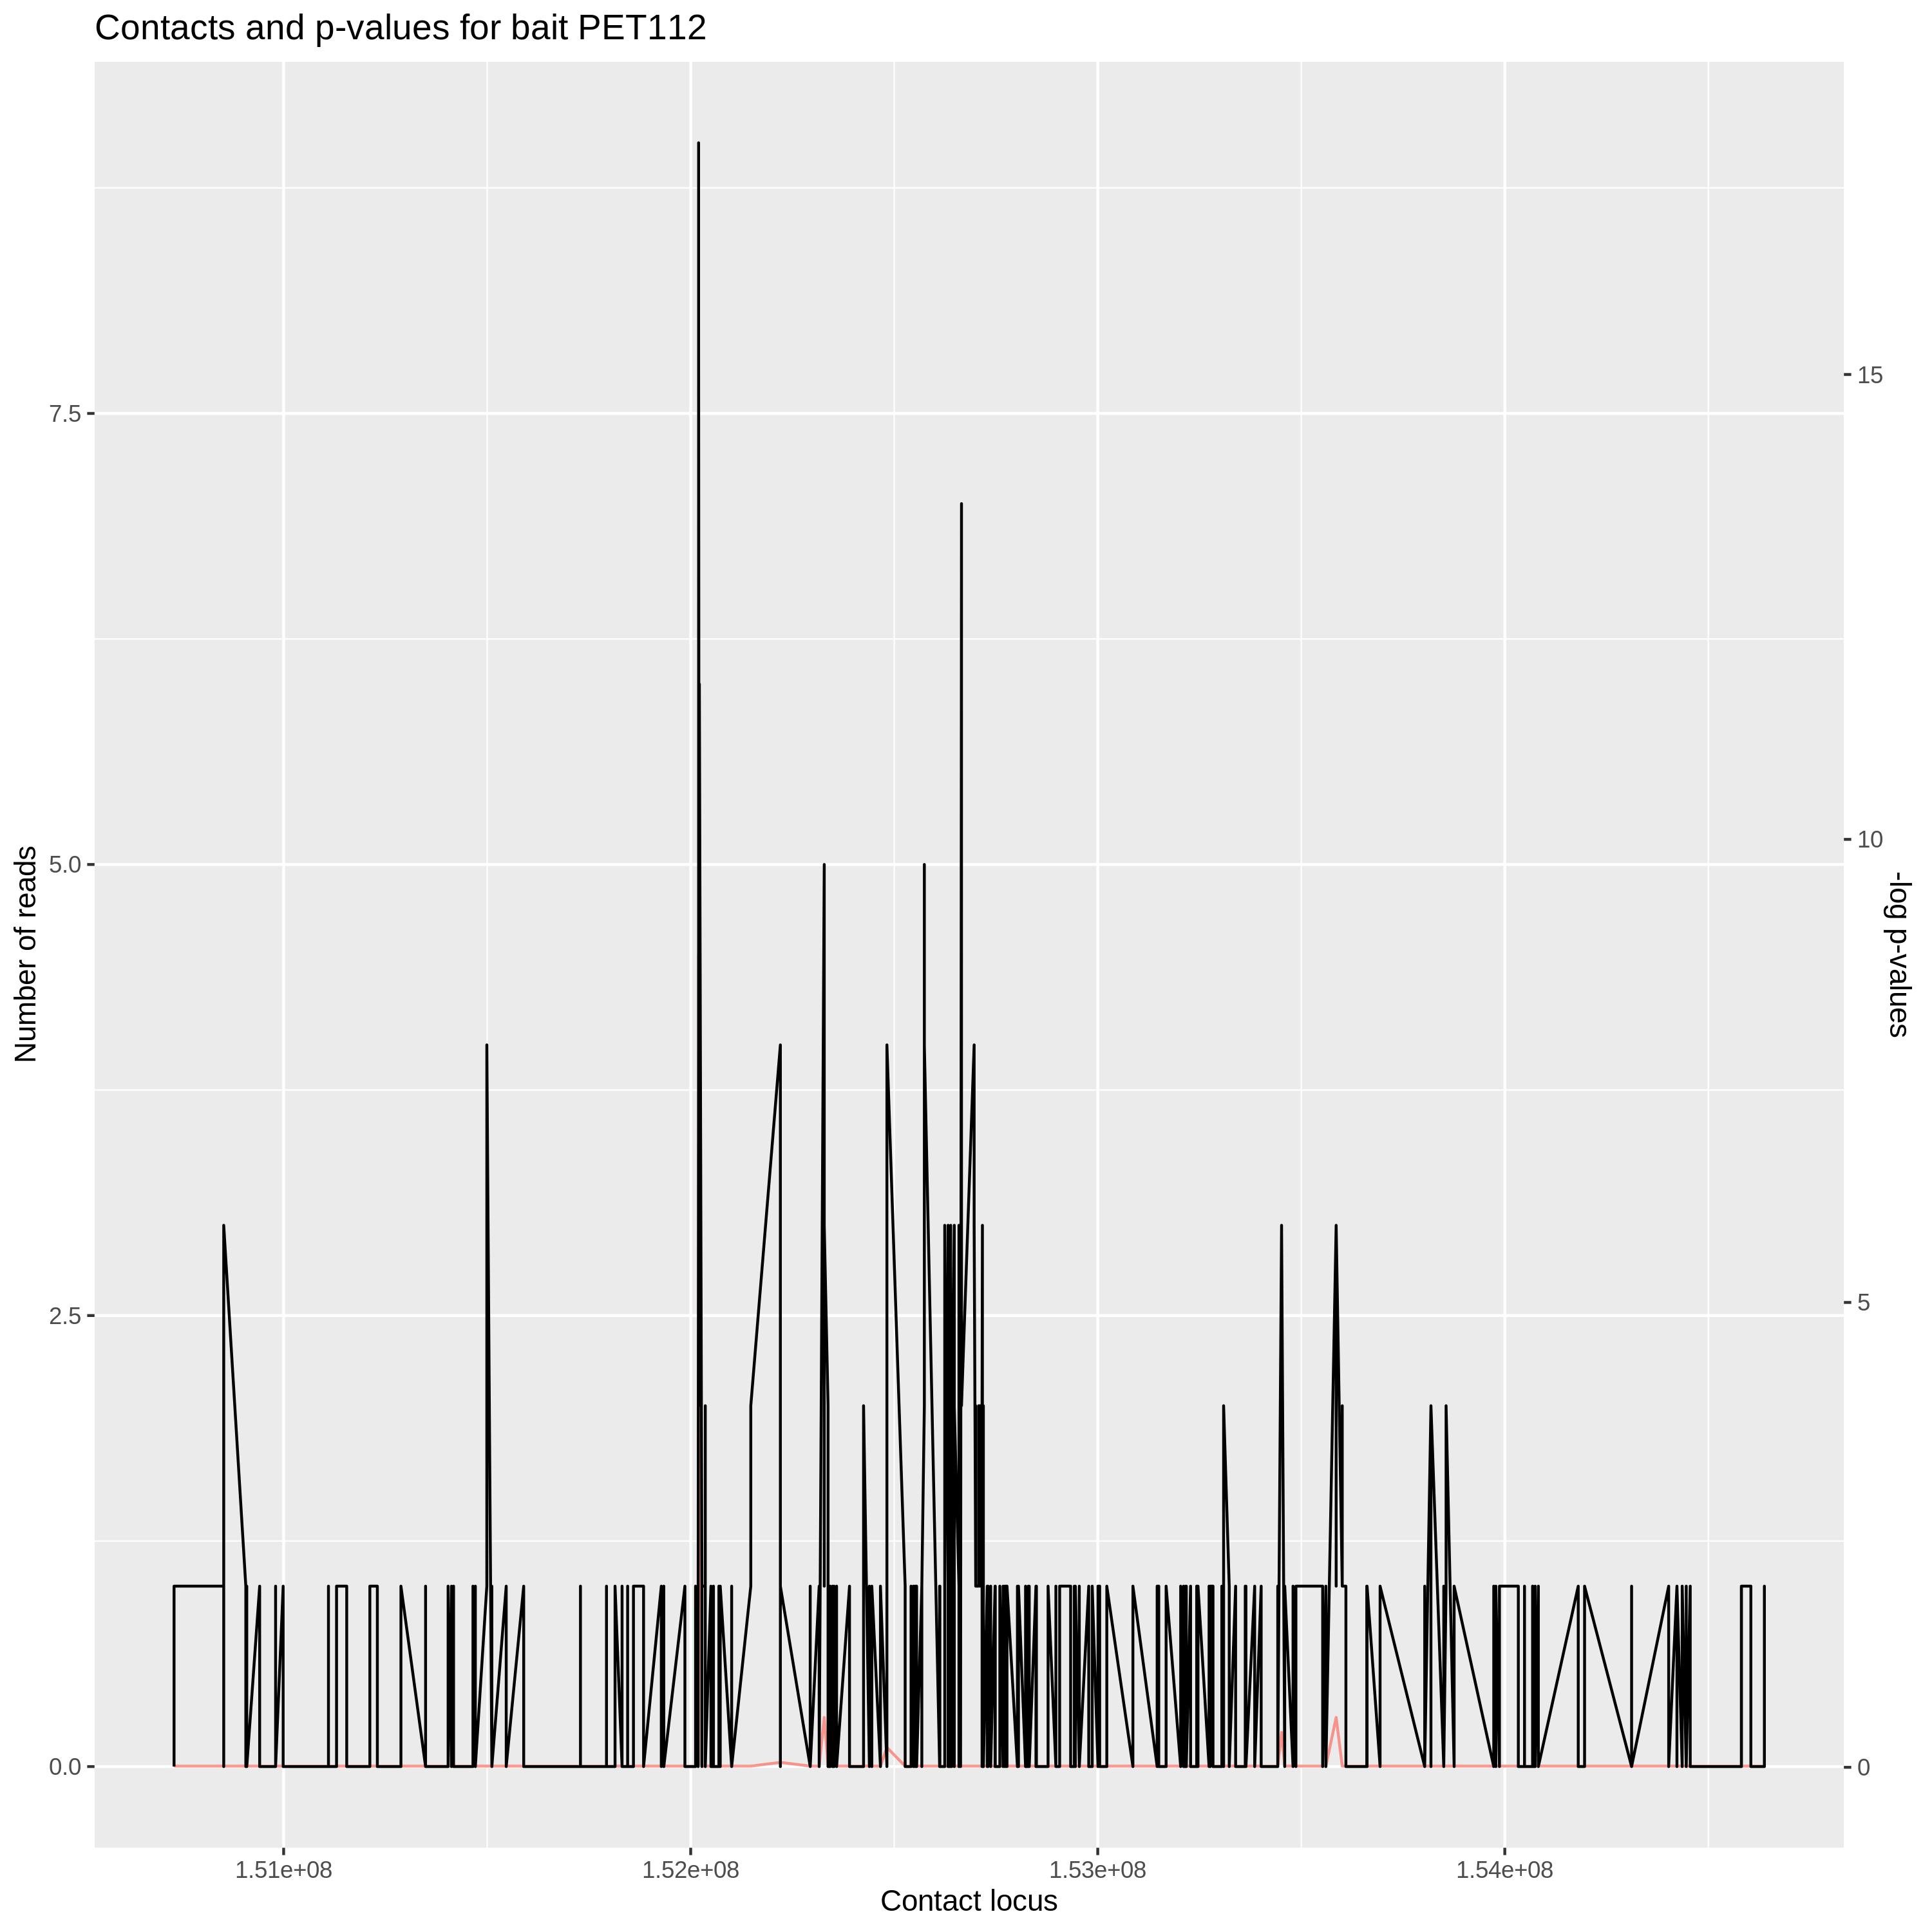 Contacts and p-values for bait PET112
Number of reads
7.5
5.0
2.5
0.0
15
10
5
0
-log p-values
1.51e+08
1.52e+08
1.53e+08
1.54e+08
Contact locus